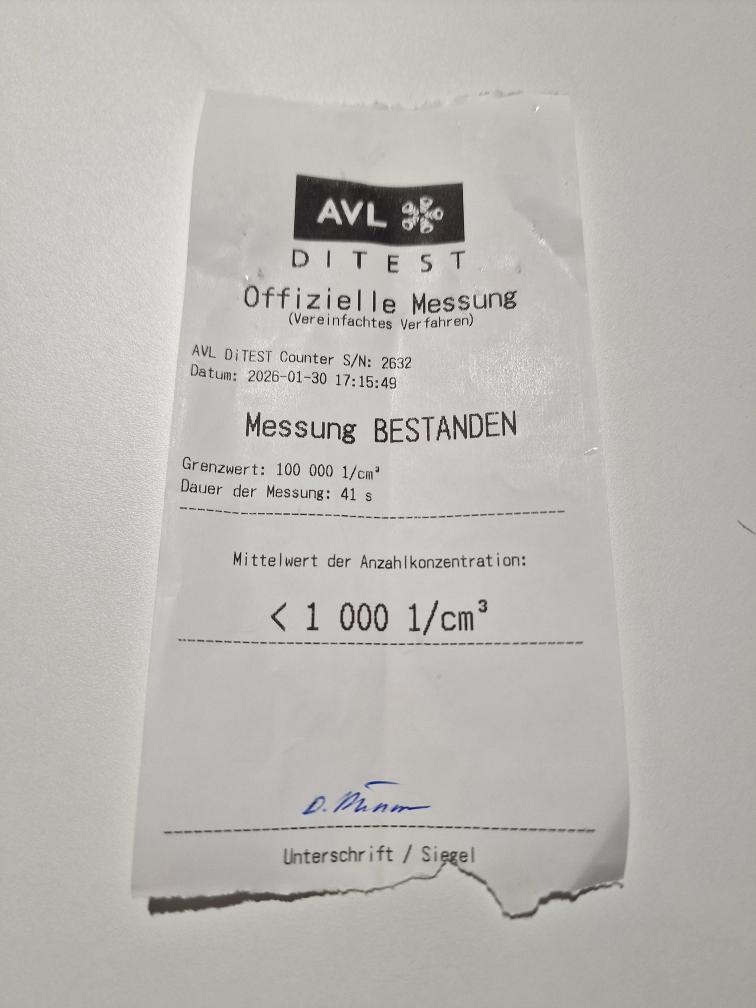 AVL
DITEST
Offizielle Messung
(Vereinfachtes Verfahren)
AVL DiTEST Counter S/N: 2632
Datum: 2026-01-30 17:15:49
Messung BESTANDEN
Grenzwert: 100 000 1/cm³
Dauer der Messung: 41 s
Mittelwert der Anzahlkonzentration:
< 1 000 1/cm³
D.
Unterschrift / Siegel